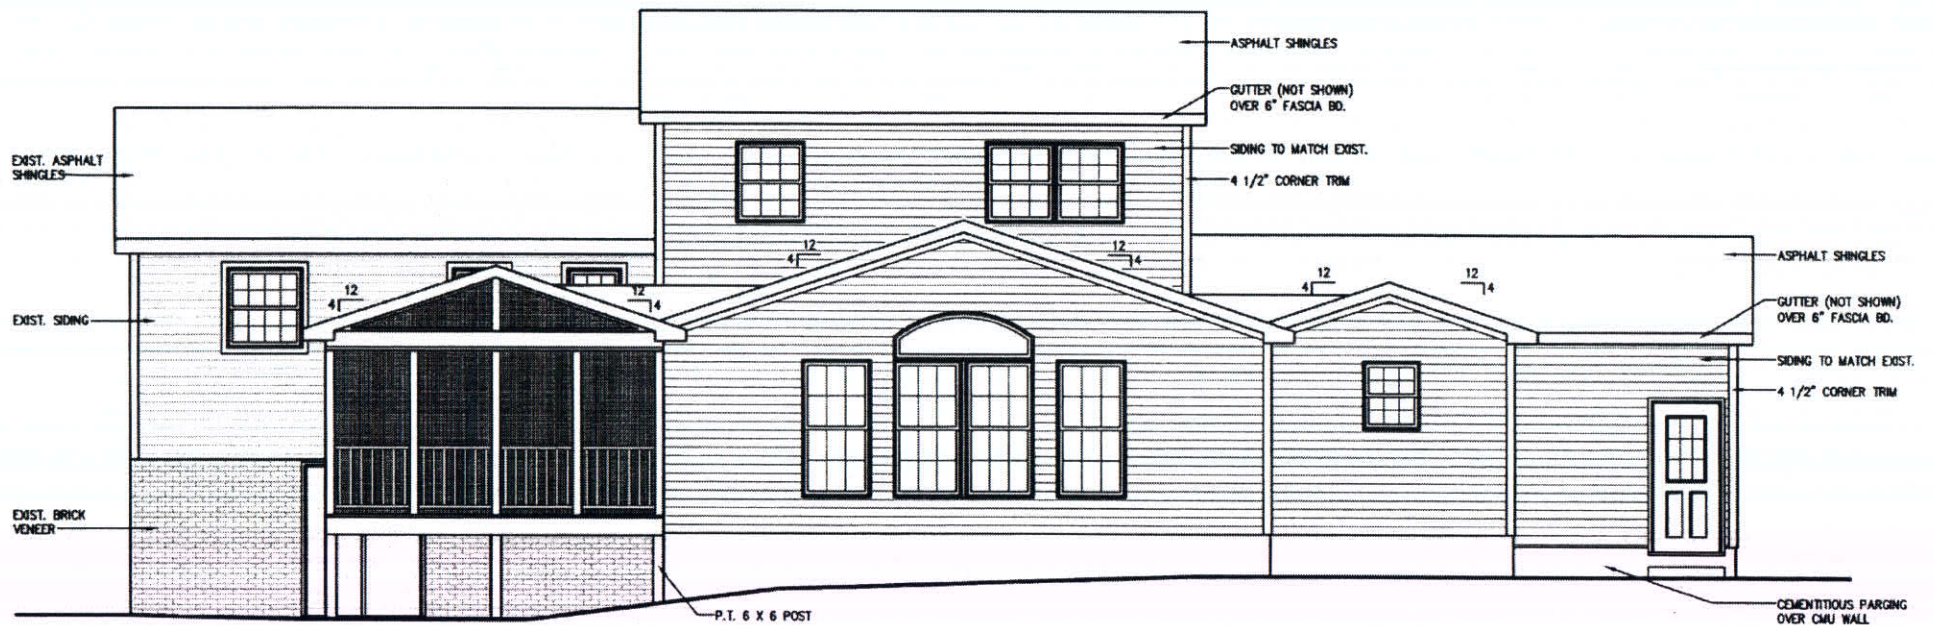 ASPHALT SHINGLES
GUTTER (NOT SHOWN)
OVER 6" FASCIA BD.
EXIST. ASPHALT
SHINGLES
SIDING TO MATCH EXIST.
4 1/2" CORNER TRIM
12
4
12
4
ASPHALT SHINGLES
12
4
12
4
12
4
12
4
GUTTER (NOT SHOWN)
OVER 6" FASCIA BD.
EXIST. SIDING
SIDING TO MATCH EXIST.
4 1/2" CORNER TRIM
EXIST. BRICK
VENEER
P.T. 6 X 6 POST
CEMENTITIOUS PARGING
OVER CMU WALL